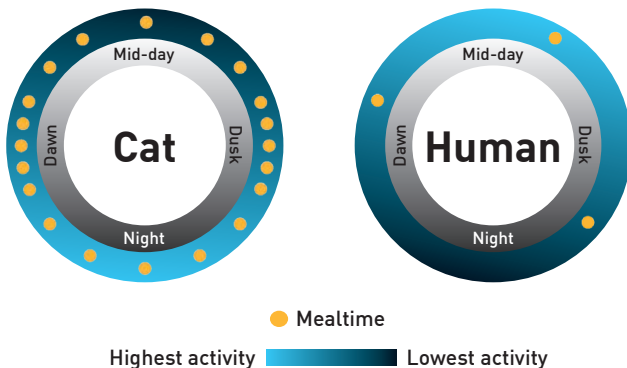 Mid-day
Dawn
Cat
Dusk
Night
Mid-day
Dawn
Human
Dusk
Night
Mealtime
Highest activity Lowest activity